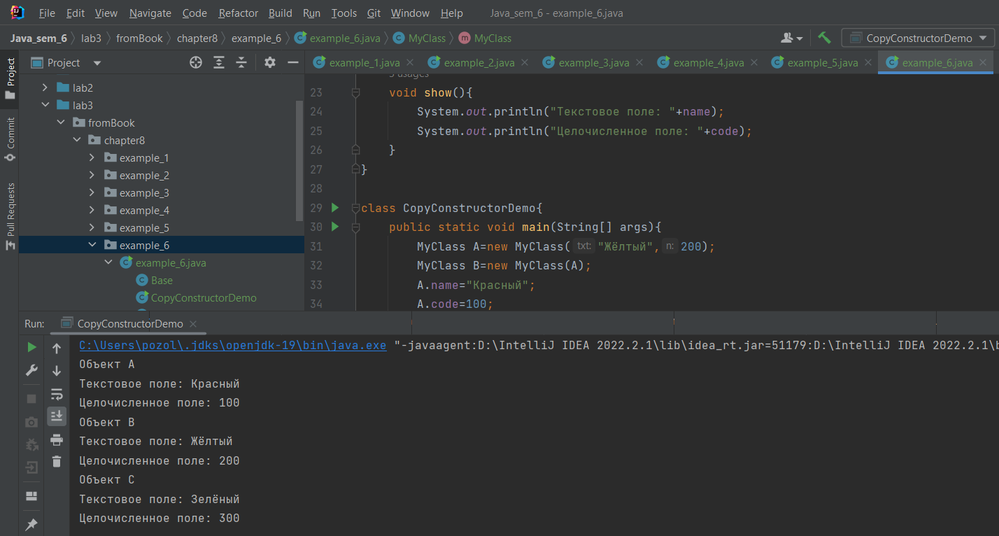 File Edit View Navigate Code Refactor Build Run Tools Git Window Help Java_sem_6 - example_6.java
Java_sem_6 lab3 fromBook chapter8 example_6 example_6.java MyClass MyClass CopyConstructorDemo
Project
Commit
Pull Requests
Project
lab2
lab3
fromBook
chapter8
example_1
example_2
example_3
example_4
example_5
example_6
example_6.java
Base
CopyConstructorDemo
example_1.java example_2.java example_3.java example_4.java example_5.java example_6.java
usages
23 void show(){
24 System.out.println("Текстовое поле: "+name);
25 System.out.println("Целочисленное поле: "+code);
26 }
27 }
28
29 class CopyConstructorDemo{
30 public static void main(String[] args){
31 MyClass A=new MyClass( txt: "Жёлтый", n: 200);
32 MyClass B=new MyClass(A);
33 A.name="Красный";
34 A.code=100;
Run: CopyConstructorDemo
C:\Users\pozol\.jdks\openjdk-19\bin\java.exe "-javaagent:D:\IntelliJ IDEA 2022.2.1\lib\idea_rt.jar=51179:D:\IntelliJ IDEA 2022.2.1\b
Объект А
Текстовое поле: Красный
Целочисленное поле: 100
Объект В
Текстовое поле: Жёлтый
Целочисленное поле: 200
Объект С
Текстовое поле: Зелёный
Целочисленное поле: 300